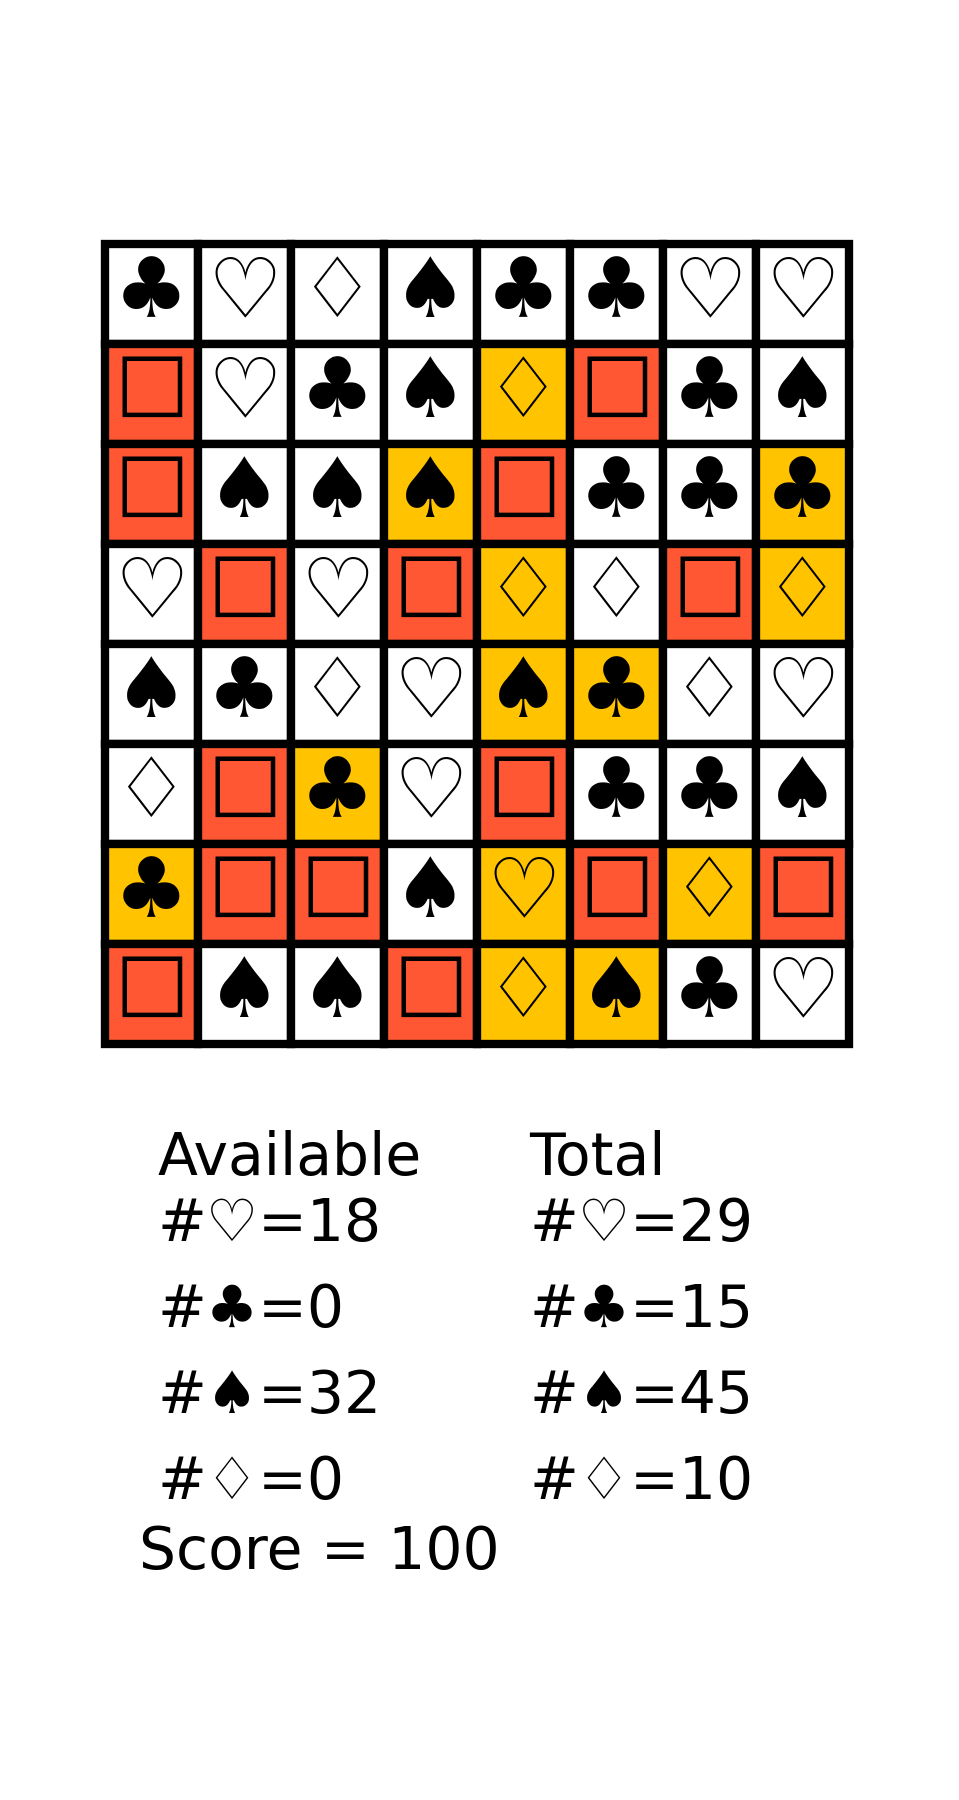 ♣ ♡ ♢ ♠ ♣ ♣ ♡ ♡
□ ♡ ♣ ♠ ♢ □ ♣ ♠
□ ♠ ♠ ♠ □ ♣ ♣ ♣
♡ □ ♡ □ ♢ ♢ □ ♢
♠ ♣ ♢ ♡ ♠ ♣ ♢ ♡
♢ □ ♣ ♡ □ ♣ ♣ ♠
♣ □ □ ♠ ♡ □ ♢ □
□ ♠ ♠ □ ♢ ♠ ♣ ♡
Available Total
#♡=18 #♡=29
#♣=0 #♣=15
#♠=32 #♠=45
#♢=0 #♢=10
Score = 100